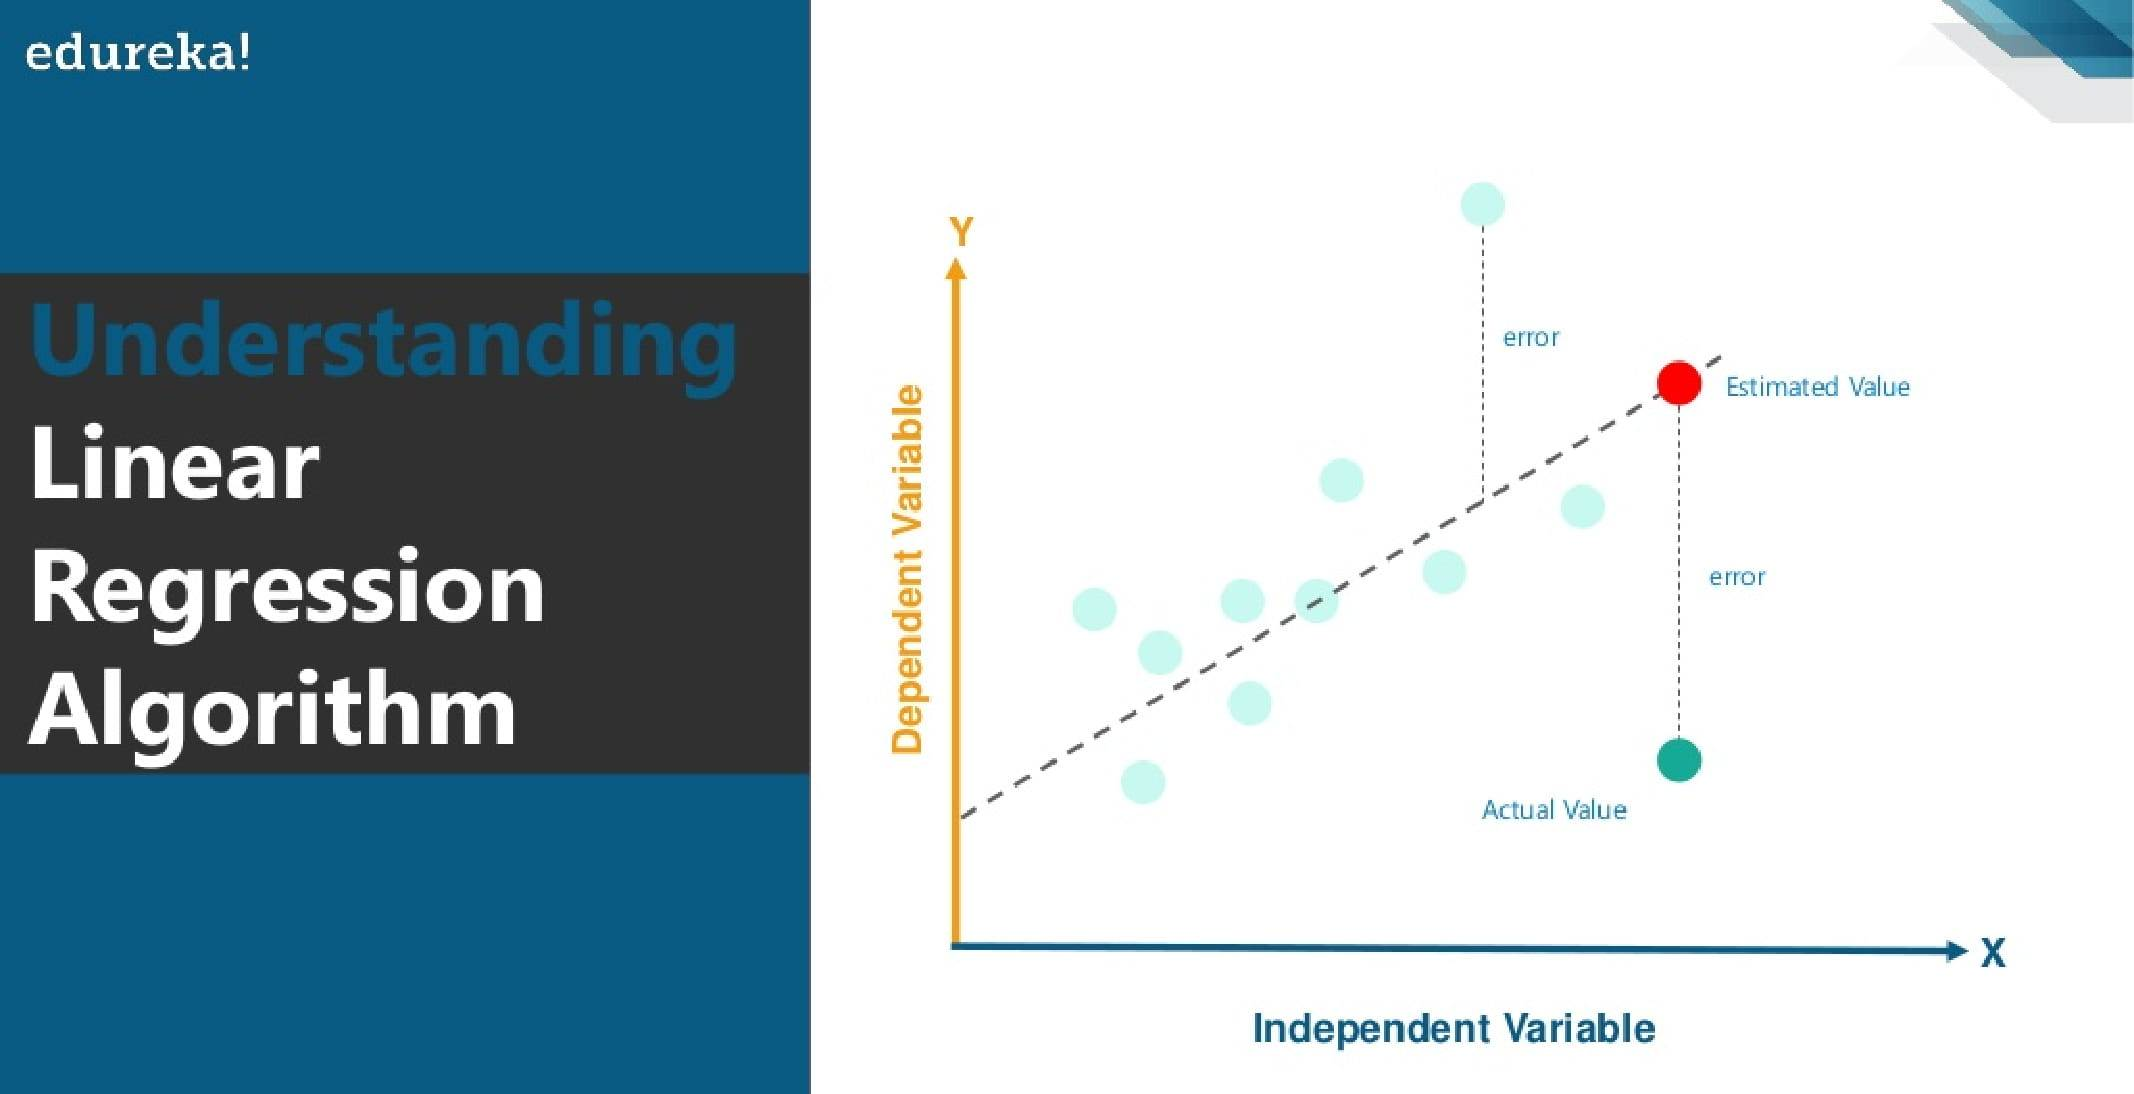 edureka!
Understanding
Linear
Regression
Algorithm
Y
Dependent Variable
error
Estimated Value
error
Actual Value
X
Independent Variable